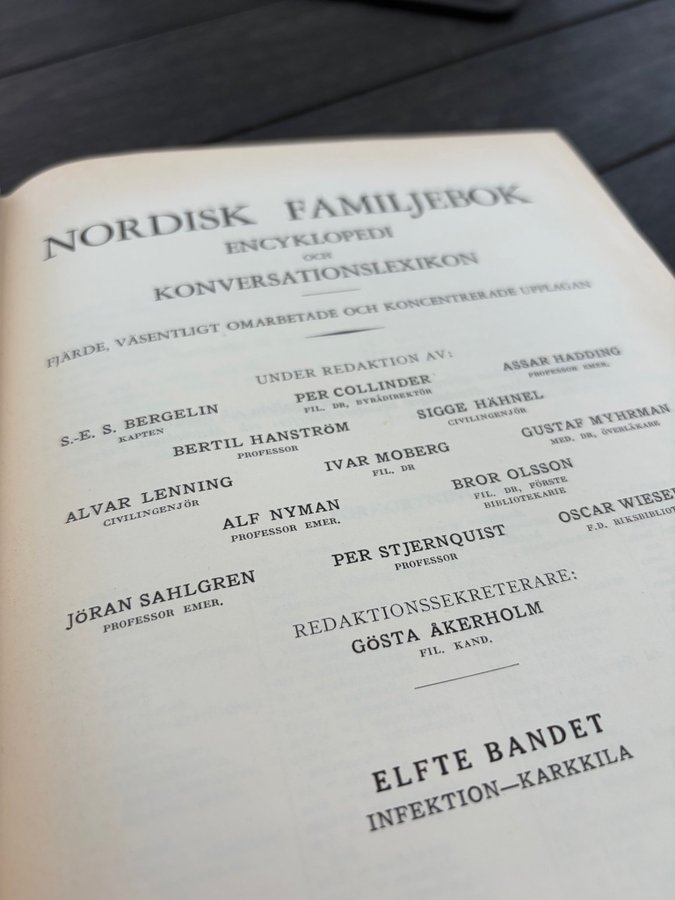 NORDISK FAMILJEBOK
ENCYKLOPEDI
OCH
KONVERSATIONSLEXIKON
FJÄRDE, VÄSENTLIGT OMARBETADE OCH KONCENTRERADE UPPLAGAN
UNDER REDAKTION AV:
S.-E. S. BERGELIN
KAPTEN
PER COLLINDER
FIL. DR, BYRÅDIREKTÖR
ASSAR HADDING
PROFESSOR EMER.
BERTIL HANSTRÖM
PROFESSOR
SIGGE HÄHNEL
CIVILINGENJÖR
ALVAR LENNING
CIVILINGENJÖR
IVAR MOBERG
FIL. DR
GUSTAF MYHRMAN
MED. DR, ÖVERLÄKARE
ALF NYMAN
PROFESSOR EMER.
BROR OLSSON
FIL. DR, FÖRSTE
BIBLIOTEKARIE
JÖRAN SAHLGREN
PROFESSOR EMER.
PER STJERNQUIST
PROFESSOR
OSCAR
F.D.
REDAKTIONSSEKRETERARE:
GÖSTA ÅKERHOLM
FIL. KAND.
ELFTE BANDET
INFEKTION—KARKKILA